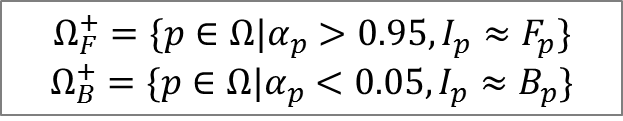 Ω_F^+ = {p ∈ Ω|α_p > 0.95, I_p ≈ F_p}
Ω_B^+ = {p ∈ Ω|α_p < 0.05, I_p ≈ B_p}